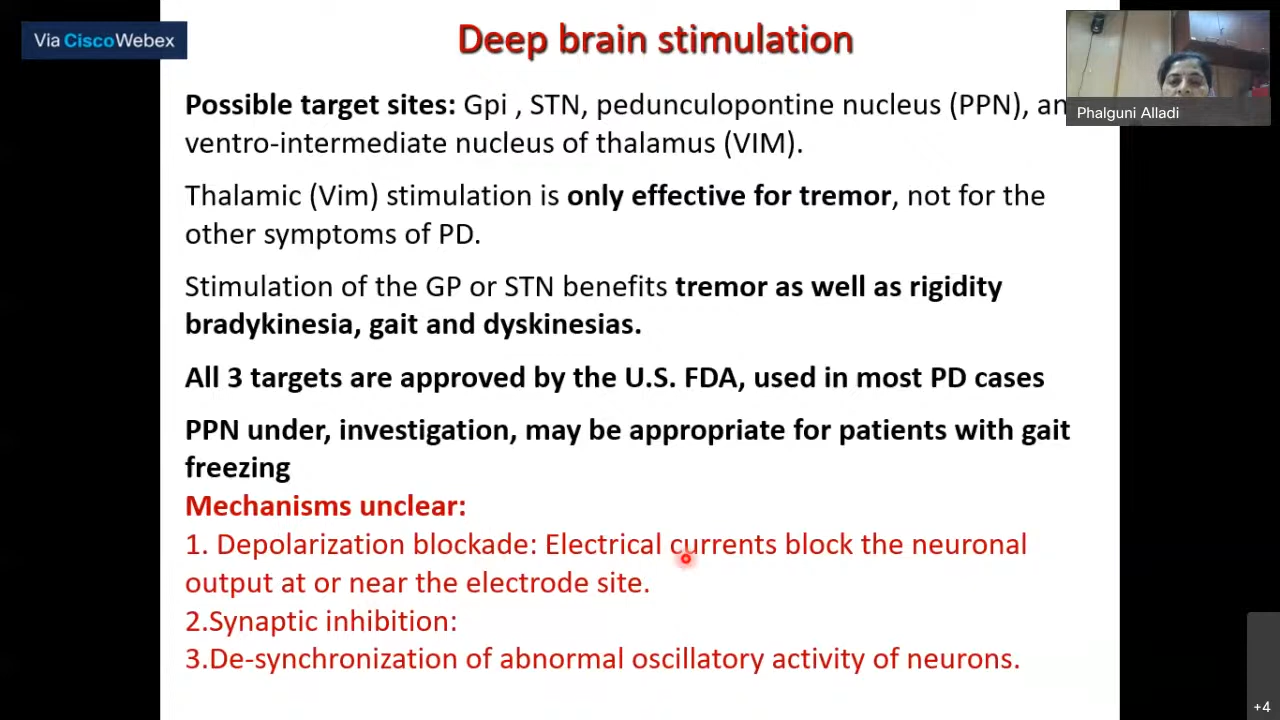 Via Cisco Webex
Deep brain stimulation
Phalguni Alladi
Possible target sites: Gpi , STN, pedunculopontine nucleus (PPN), an
ventro-intermediate nucleus of thalamus (VIM).
Thalamic (Vim) stimulation is only effective for tremor, not for the
other symptoms of PD.
Stimulation of the GP or STN benefits tremor as well as rigidity
bradykinesia, gait and dyskinesias.
All 3 targets are approved by the U.S. FDA, used in most PD cases
PPN under, investigation, may be appropriate for patients with gait
freezing
Mechanisms unclear:
1. Depolarization blockade: Electrical currents block the neuronal
output at or near the electrode site.
2.Synaptic inhibition:
3.De-synchronization of abnormal oscillatory activity of neurons.
+4